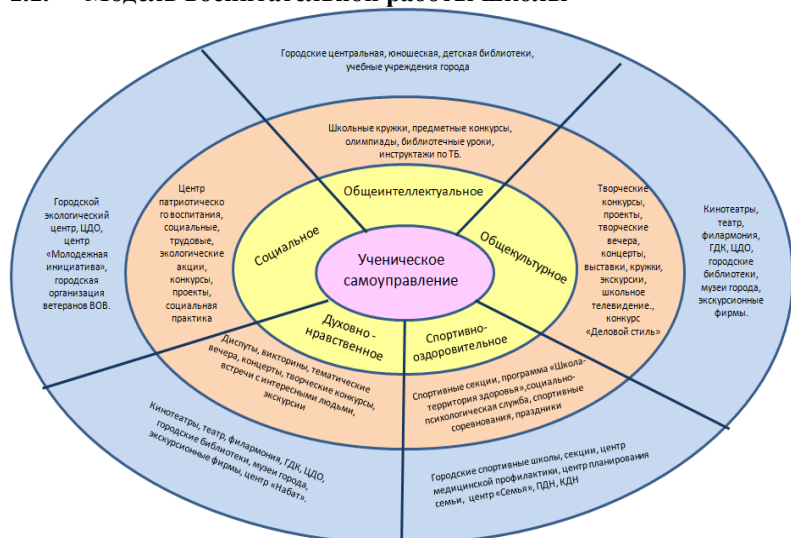 Модель воспитательной работы школы
Городские центральная, юношеская, детская библиотеки,
учебные учреждения города
Школьные кружки, предметные конкурсы,
олимпиады, библиотечные уроки,
инструктажи по ТБ.
Общеинтеллектуальное
Городской
экологический
центр, ЦДО,
центр
«Молодежная
инициатива»,
городская
организация
ветеранов ВОВ.
Центр
патриотическо
го воспитания,
социальные,
трудовые,
экологические
акции,
конкурсы,
проекты,
социальная
практика
Социальное
Ученическое
самоуправление
Общекультурное
Творческие
конкурсы,
проекты,
творческие
вечера,
концерты,
выставки, кружки,
экскурсии,
школьное
телевидение.,
конкурс
«Деловой стиль»
Кинотеатры,
театр,
филармония,
ГДК, ЦДО,
городские
библиотеки,
музеи города,
экскурсионные
фирмы.
Духовно -
нравственное
Спортивно-
оздоровительное
Диспуты, викторины, тематические
вечера, концерты, творческие конкурсы,
встречи с интересными людьми,
экскурсии
Спортивные секции, программа «Школа-
территория здоровья»,социально-
психологическая служба, спортивные
соревнования, праздники
Кинотеатры, театр, филармония, ГДК, ЦДО,
городские библиотеки, музеи города,
экскурсионные фирмы, центр «Набат».
Городские спортивные школы, секции, центр
медицинской профилактики, центр планирования
семьи, центр «Семья», ПДН, КДН